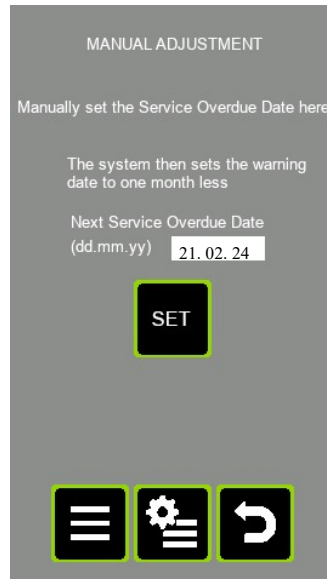 MANUAL ADJUSTMENT
Manually set the Service Overdue Date here
The system then sets the warning
date to one month less
Next Service Overdue Date
(dd.mm.yy) 21. 02. 24
SET